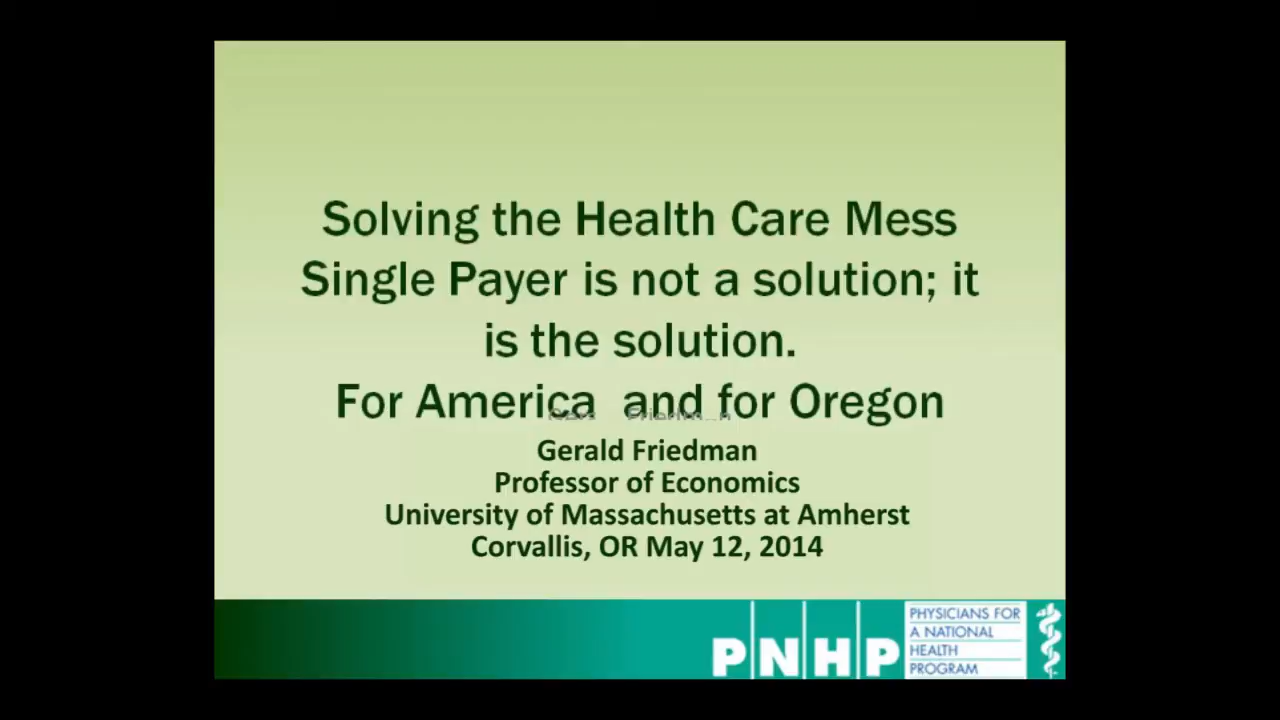 Solving the Health Care Mess
Single Payer is not a solution; it
is the solution.
For America  and for Oregon
Gerald Friedman
Professor of Economics
University of Massachusetts at Amherst
Corvallis, OR May 12, 2014
PNHP
PHYSICIANS FOR
A NATIONAL
HEALTH
PROGRAM